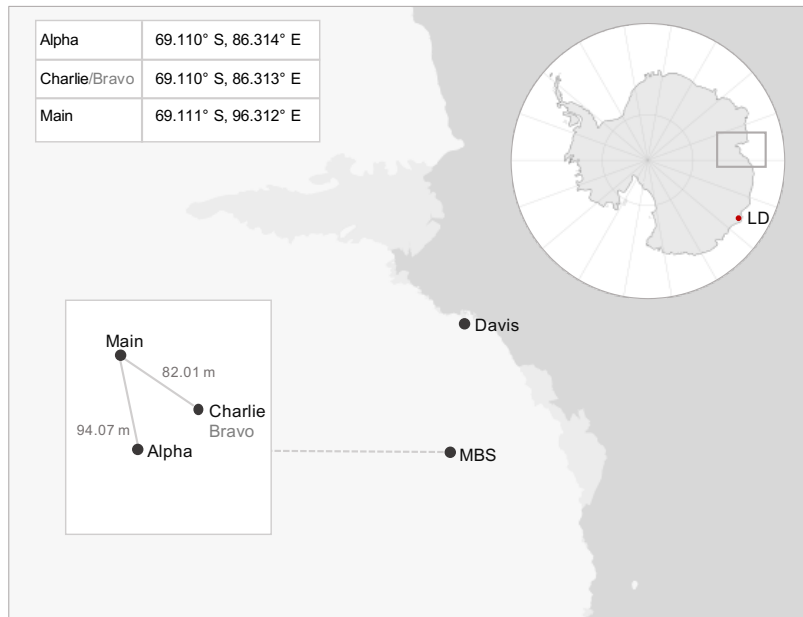 Alpha 69.110° S, 86.314° E
Charlie/Bravo 69.110° S, 86.313° E
Main 69.111° S, 96.312° E
LD
Davis
Main
82.01 m
Charlie
Bravo
94.07 m
Alpha
MBS